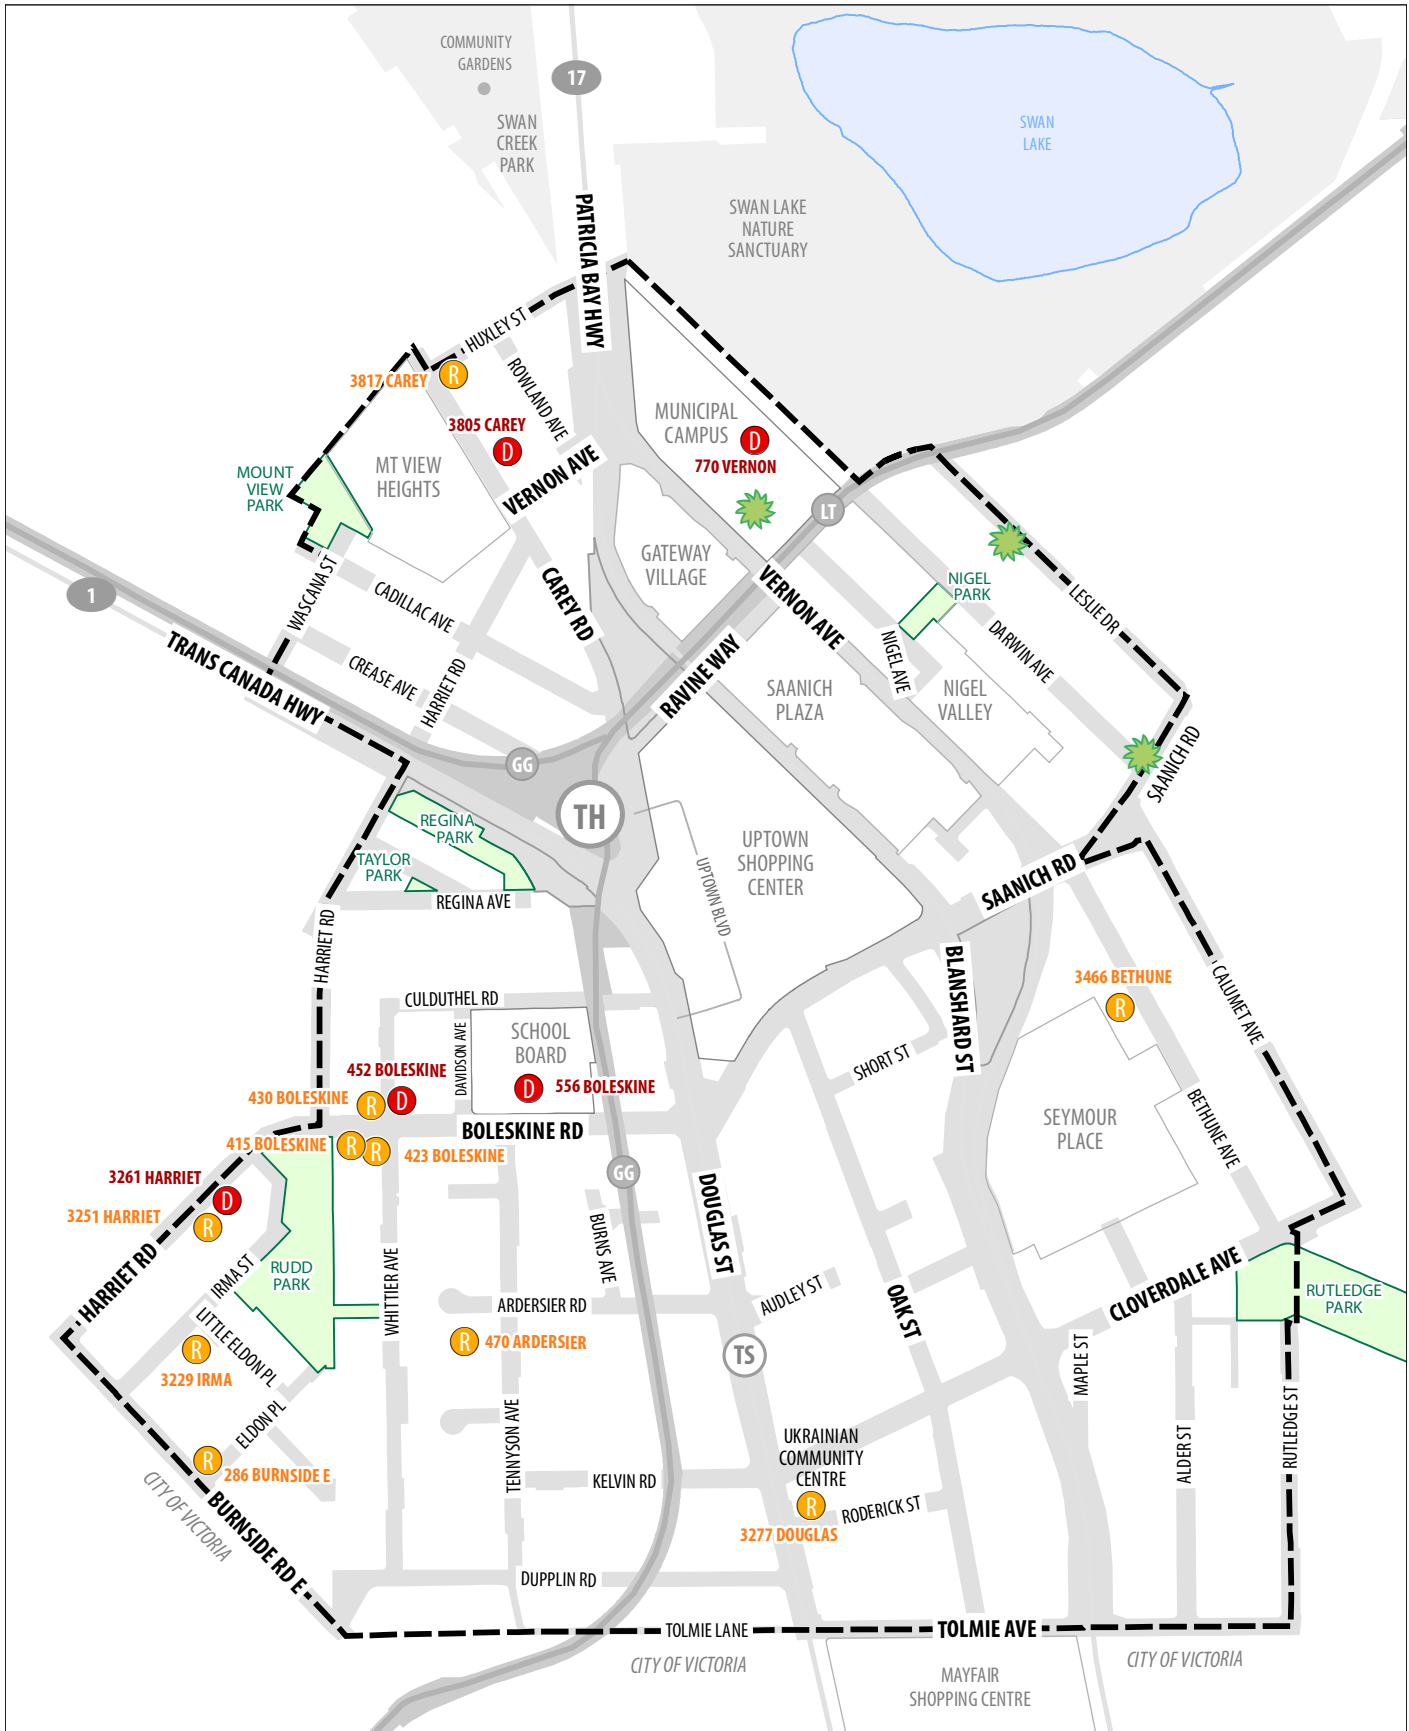 COMMUNITY
GARDENS
17
SWAN
CREEK
PARK
SWAN
LAKE
PATRICIA BAY HWY
SWAN LAKE
NATURE
SANCTUARY
HUXLEY ST
3817 CAREY
R
ROWLAND AVE
3805 CAREY
D
MUNICIPAL
CAMPUS
D
770 VERNON
MT VIEW
HEIGHTS
VERNON AVE
MOUNT
VIEW
PARK
LT
GATEWAY
VILLAGE
1
WASCANA ST
CADILLAC AVE
CAREY RD
VERNON AVE
NIGEL
PARK
LESLIE DR
TRANS CANADA HWY
CREASE AVE
HARRIET RD
RAVINE WAY
NIGEL AVE
DARWIN AVE
SAANICH
PLAZA
NIGEL
VALLEY
GG
SAANICH RD
TH
REGINA
PARK
TAYLOR
PARK
REGINA AVE
UPTOWN
SHOPPING
CENTER
UPTOWN BLVD
SAANICH RD
HARRIET RD
BLANSHARD ST
3466 BETHUNE
R
CALUMET AVE
CULDUTHEL RD
DAVIDSON AVE
SCHOOL
BOARD
D
556 BOLESKINE
SHORT ST
452 BOLESKINE
D
430 BOLESKINE
R
BETHUNE AVE
SEYMOUR
PLACE
BOLESKINE RD
415 BOLESKINE
R
R
423 BOLESKINE
3261 HARRIET
D
3251 HARRIET
R
GG
DOUGLAS ST
BURNS AVE
HARRIET RD
IRMA ST
RUDD
PARK
WHITTIER AVE
ARDERSIER RD
AUDLEY ST
OAK ST
CLOVERDALE AVE
RUTLEDGE
PARK
LITTLE ELDON PL
R
3229 IRMA
R
470 ARDERSIER
TS
MAPLE ST
ELDON PL
TENNYSON AVE
RUTLEDGE ST
ALDER ST
R
286 BURNSIDE E
UKRAINIAN
COMMUNITY
CENTRE
KELVIN RD
R
RODERICK ST
3277 DOUGLAS
CITY OF VICTORIA
BURNSIDE RD E
DUPPLIN RD
TOLMIE LANE
TOLMIE AVE
CITY OF VICTORIA
CITY OF VICTORIA
MAYFAIR
SHOPPING CENTRE